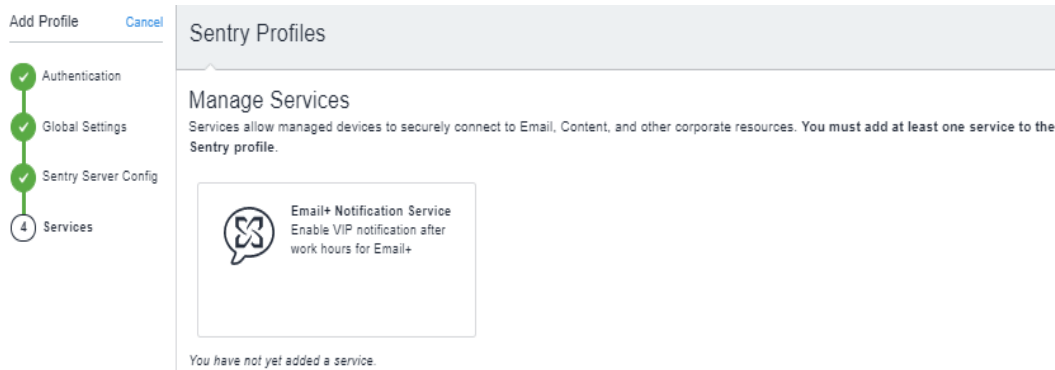 Add Profile Cancel
Authentication
Global Settings
Sentry Server Config
4 Services
Sentry Profiles
Manage Services
Services allow managed devices to securely connect to Email, Content, and other corporate resources. You must add at least one service to the
Sentry profile.
Email+ Notification Service
Enable VIP notification after
work hours for Email+
You have not yet added a service.